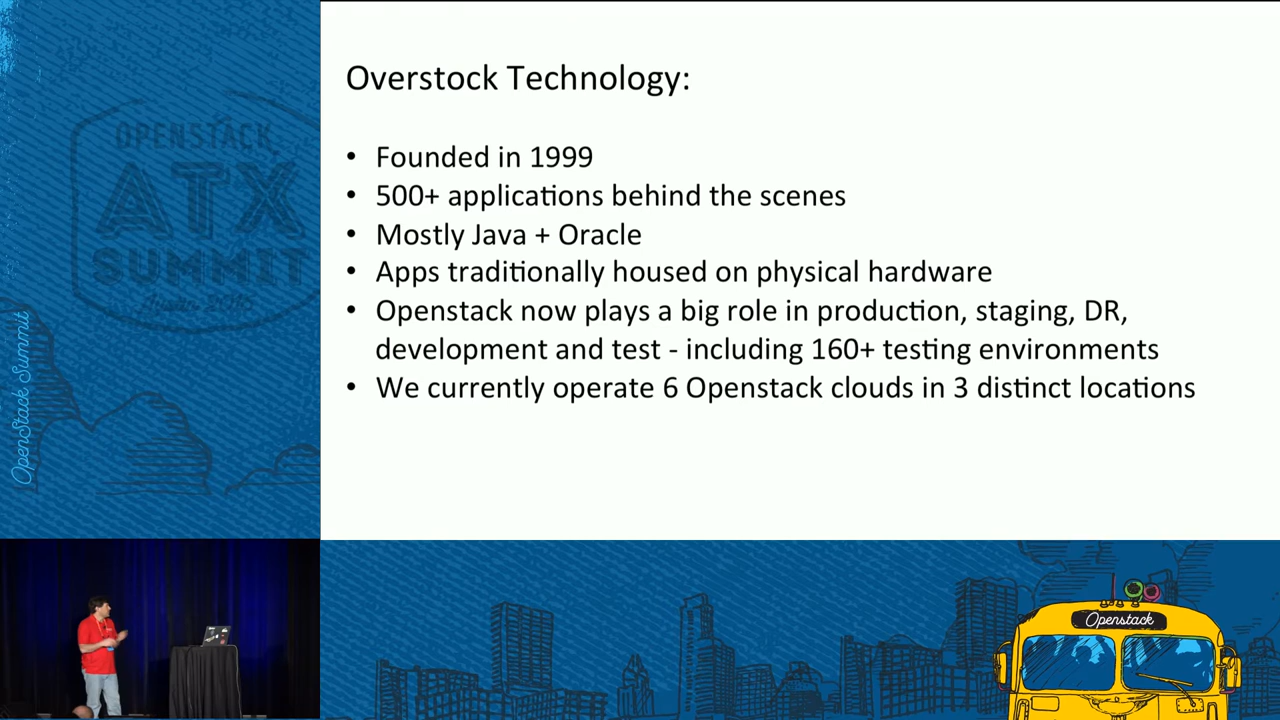 Overstock Technology:
• Founded in 1999
• 500+ applications behind the scenes
• Mostly Java + Oracle
• Apps traditionally housed on physical hardware
• Openstack now plays a big role in production, staging, DR,
development and test - including 160+ testing environments
• We currently operate 6 Openstack clouds in 3 distinct locations
OPENSTACK
ATX
SUMMIT
Austin 2016
OpenStack Summit
Openstack